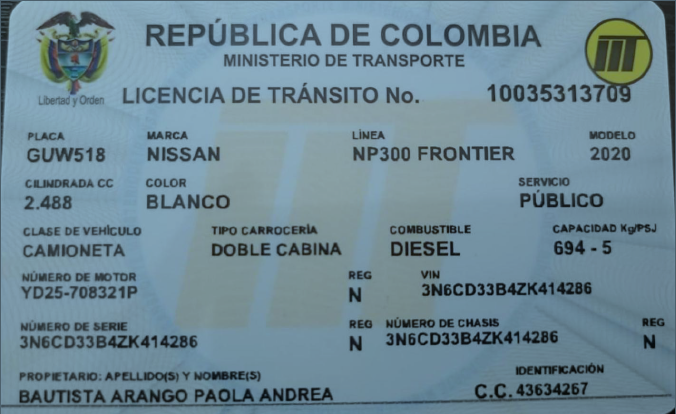 REPÚBLICA DE COLOMBIA
MINISTERIO DE TRANSPORTE
Libertad y Orden
LICENCIA DE TRÁNSITO No. 10035313709
PLACA MARCA LÍNEA MODELO
GUW518 NISSAN NP300 FRONTIER 2020
CILINDRADA CC COLOR SERVICIO
2.488 BLANCO PÚBLICO
CLASE DE VEHÍCULO TIPO CARROCERÍA COMBUSTIBLE CAPACIDAD Kg/PSJ
CAMIONETA DOBLE CABINA DIESEL 694 - 5
NÚMERO DE MOTOR REG VIN
YD25-708321P N 3N6CD33B4ZK414286
NÚMERO DE SERIE REG NÚMERO DE CHASIS REG
3N6CD33B4ZK414286 N 3N6CD33B4ZK414286 N
PROPIETARIO: APELLIDO(S) Y NOMBRE(S) IDENTIFICACIÓN
BAUTISTA ARANGO PAOLA ANDREA C.C. 43634267